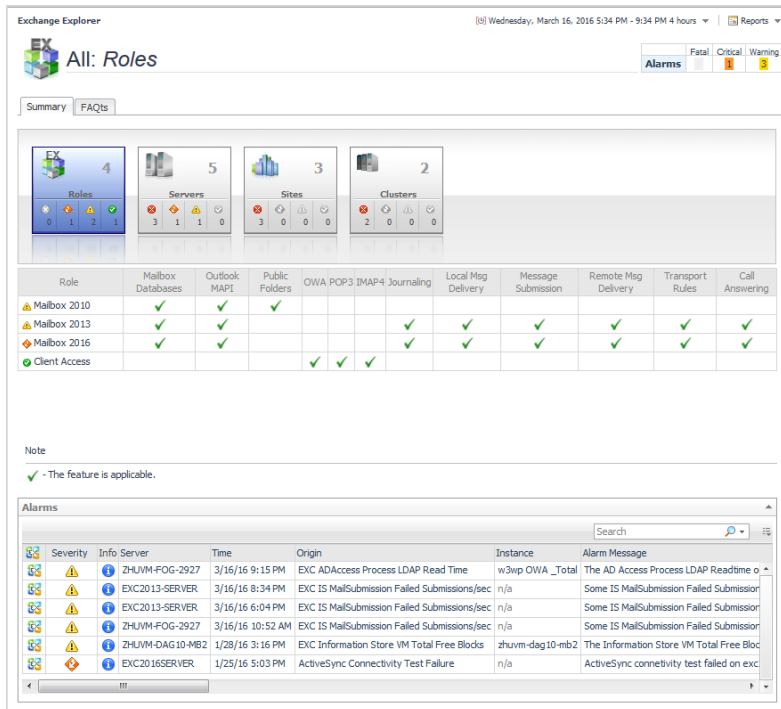 Exchange Explorer
Wednesday, March 16, 2016 5:34 PM - 9:34 PM 4 hours
Reports
EX
All: Roles
Fatal Critical Warning
Alarms 1 3
Summary FAQts
EX 4 5 3 2
Roles Servers Sites Clusters
0 1 2 1 3 1 1 0 3 0 0 0 2 0 0 0
Role Mailbox Databases Outlook MAPI Public Folders OWA POP3 IMAP4 Journaling Local Msg Delivery Message Submission Remote Msg Delivery Transport Rules Call Answering
Mailbox 2010
Mailbox 2013
Mailbox 2016
Client Access
Note
- The feature is applicable.
Alarms
Search
Severity Info Server Time Origin Instance Alarm Message
ZHUVM-FOG-2927 3/16/16 9:15 PM EXC ADAccess Process LDAP Read Time w3wp OWA _Total The AD Access Process LDAP Readtime o
EXC2013-SERVER 3/16/16 8:34 PM EXC IS MailSubmission Failed Submissions/sec n/a Some IS MailSubmission Failed Submission
EXC2013-SERVER 3/16/16 6:04 PM EXC IS MailSubmission Failed Submissions/sec n/a Some IS MailSubmission Failed Submission
ZHUVM-FOG-2927 3/16/16 10:52 AM EXC IS MailSubmission Failed Submissions/sec n/a Some IS MailSubmission Failed Submission
ZHUVM-DAG10-MB2 1/28/16 3:16 PM EXC Information Store VM Total Free Blocks zhuvm-dag10-mb2 The Information Store VM Total Free Bloc
EXC2016SERVER 1/25/16 5:03 PM ActiveSync Connectivity Test Failure n/a ActiveSync connetivity test failed on exc